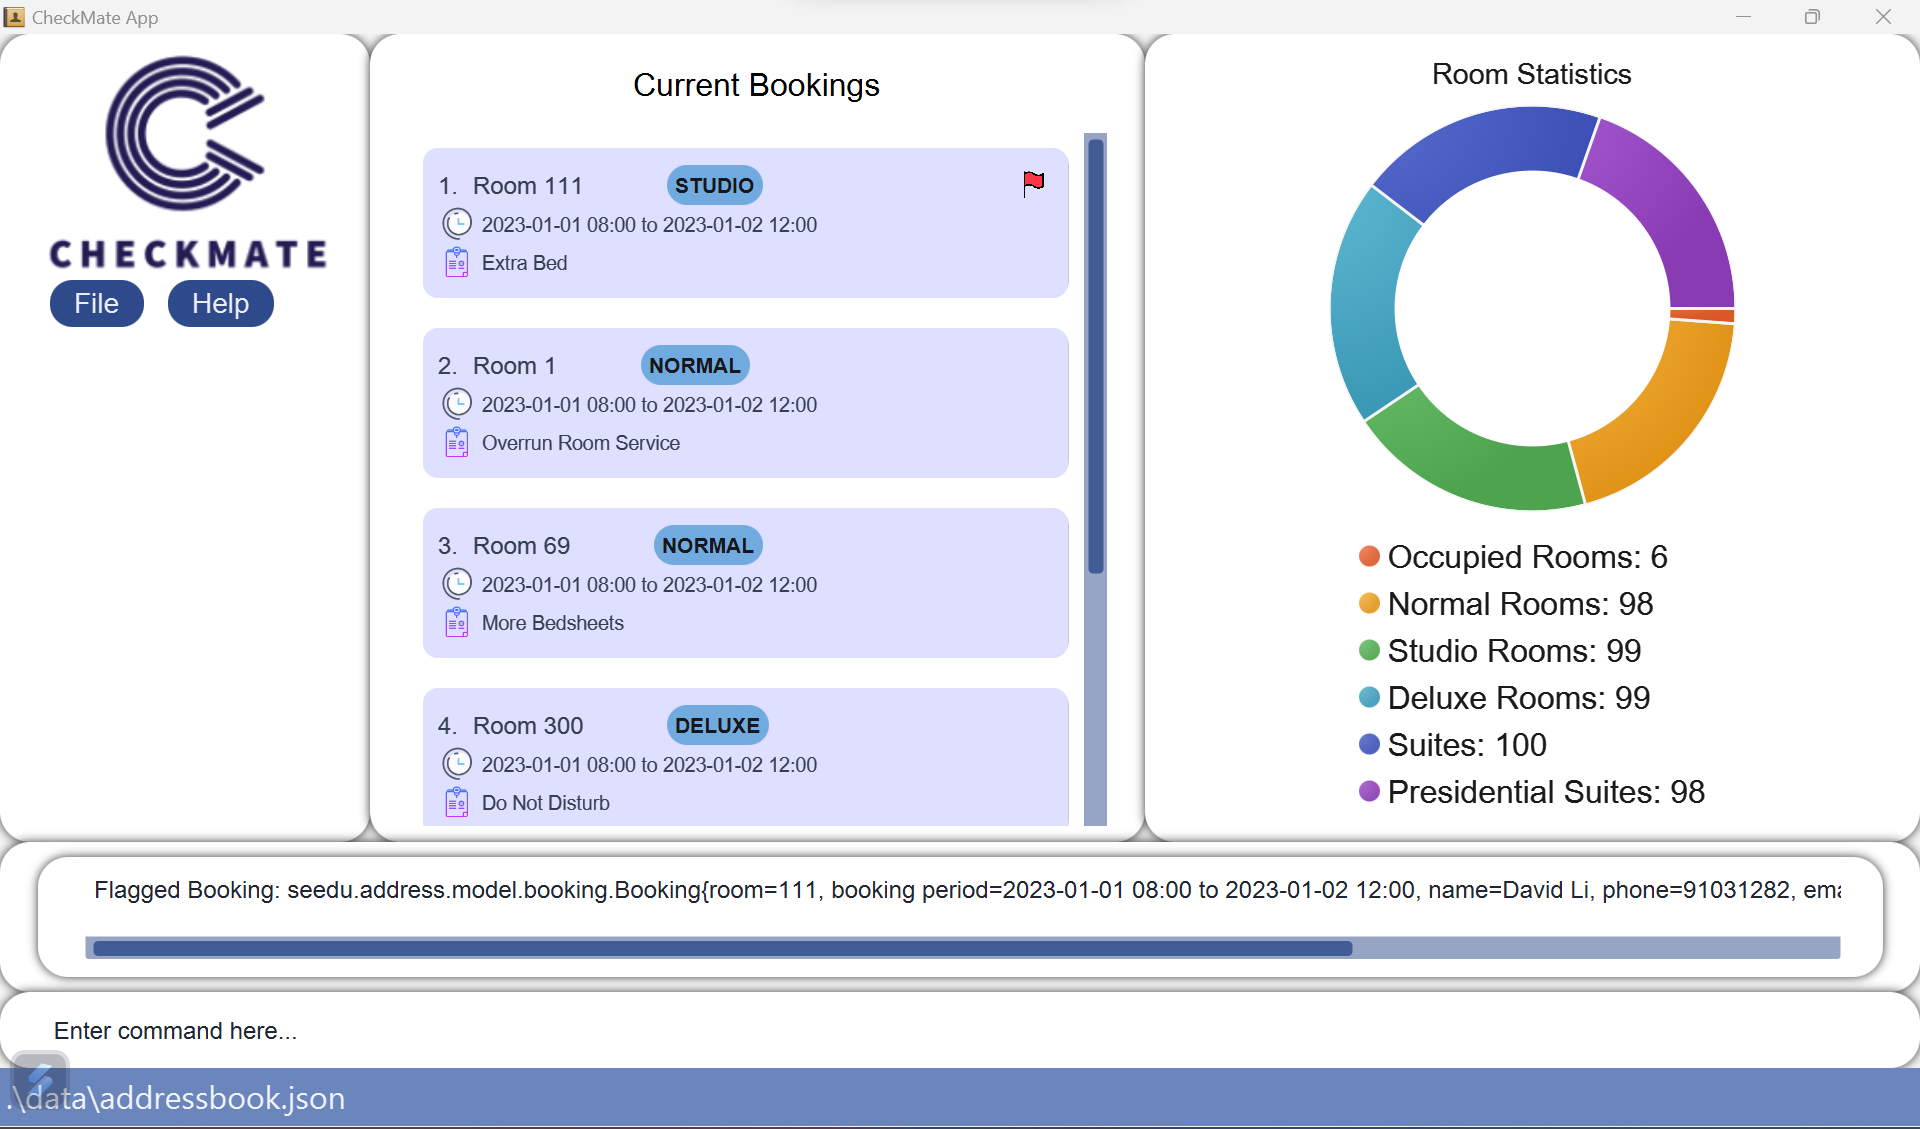 CheckMate App
CHECKMATE
File Help
Current Bookings
1. Room 111 STUDIO
2023-01-01 08:00 to 2023-01-02 12:00
Extra Bed
2. Room 1 NORMAL
2023-01-01 08:00 to 2023-01-02 12:00
Overrun Room Service
3. Room 69 NORMAL
2023-01-01 08:00 to 2023-01-02 12:00
More Bedsheets
4. Room 300 DELUXE
2023-01-01 08:00 to 2023-01-02 12:00
Do Not Disturb
Room Statistics
Occupied Rooms: 6
Normal Rooms: 98
Studio Rooms: 99
Deluxe Rooms: 99
Suites: 100
Presidential Suites: 98
Flagged Booking: seedu.address.model.booking.Booking{room=111, booking period=2023-01-01 08:00 to 2023-01-02 12:00, name=David Li, phone=91031282, ema
Enter command here...
.\data\addressbook.json